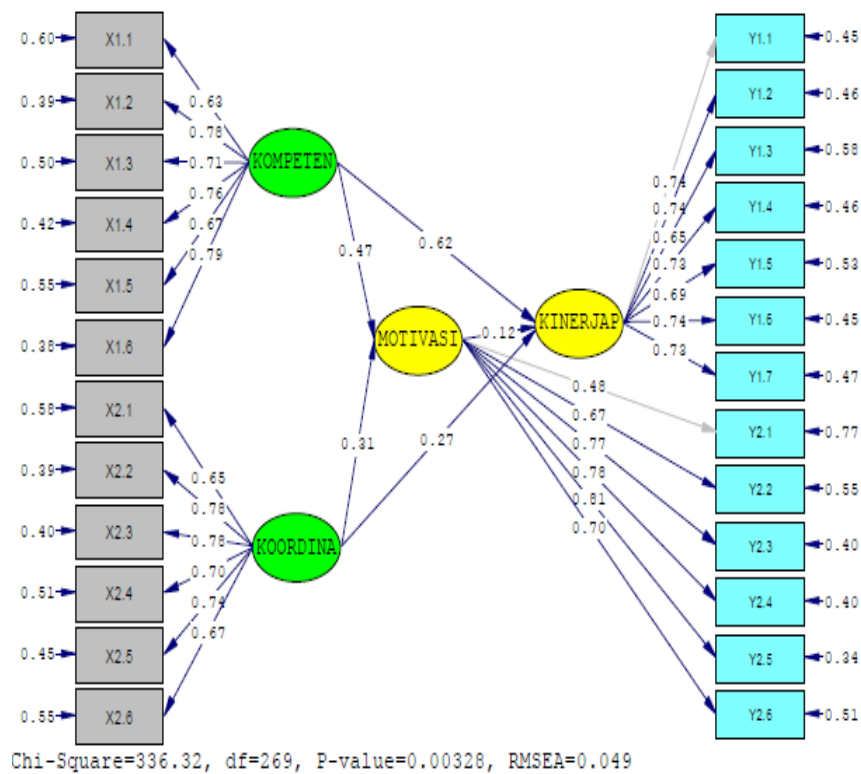 0.60 X1.1
0.39 X1.2
0.50 X1.3
0.42 X1.4
0.55 X1.5
0.38 X1.6
0.58 X2.1
0.39 X2.2
0.40 X2.3
0.51 X2.4
0.45 X2.5
0.55 X2.6
0.63
0.78
0.71
0.76
0.67
0.79
0.65
0.78
0.78
0.70
0.74
0.67
KOMPETEN
KOORDINA
0.47
0.62
0.31
0.27
MOTIVASI
0.12
KINERJAP
0.74
0.74
0.65
0.73
0.69
0.74
0.73
0.48
0.67
0.77
0.78
0.81
0.70
Y1.1 0.45
Y1.2 0.46
Y1.3 0.58
Y1.4 0.46
Y1.5 0.53
Y1.6 0.45
Y1.7 0.47
Y2.1 0.77
Y2.2 0.55
Y2.3 0.40
Y2.4 0.40
Y2.5 0.34
Y2.6 0.51
Chi-Square=336.32, df=269, P-value=0.00328, RMSEA=0.049